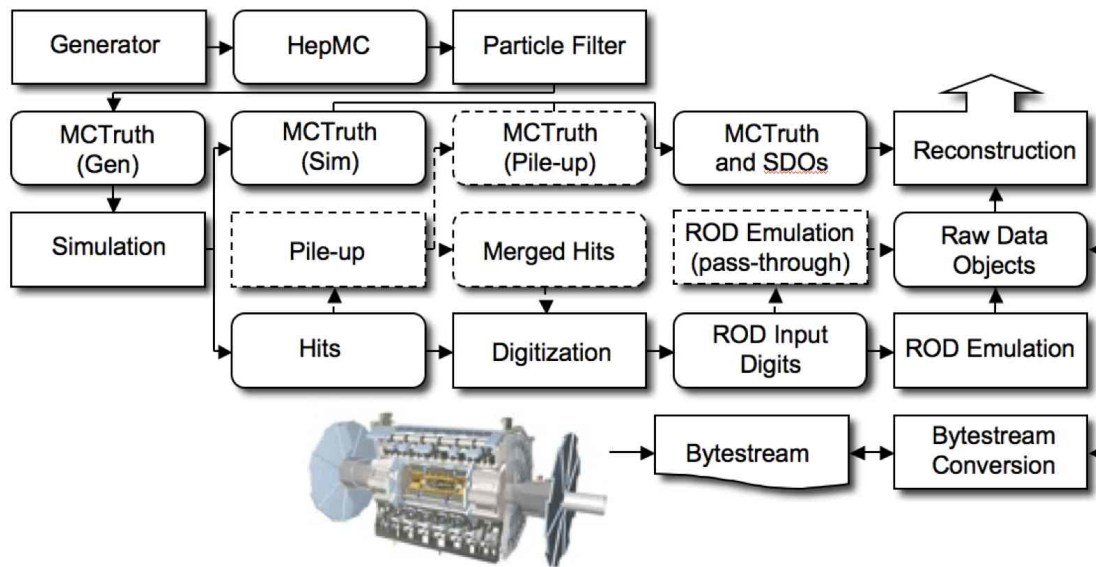 Generator
HepMC
Particle Filter
MCTruth
(Gen)
MCTruth
(Sim)
MCTruth
(Pile-up)
MCTruth
and SDOs
Reconstruction
Simulation
Pile-up
Merged Hits
ROD Emulation
(pass-through)
Raw Data
Objects
Hits
Digitization
ROD Input
Digits
ROD Emulation
Bytestream
Bytestream
Conversion